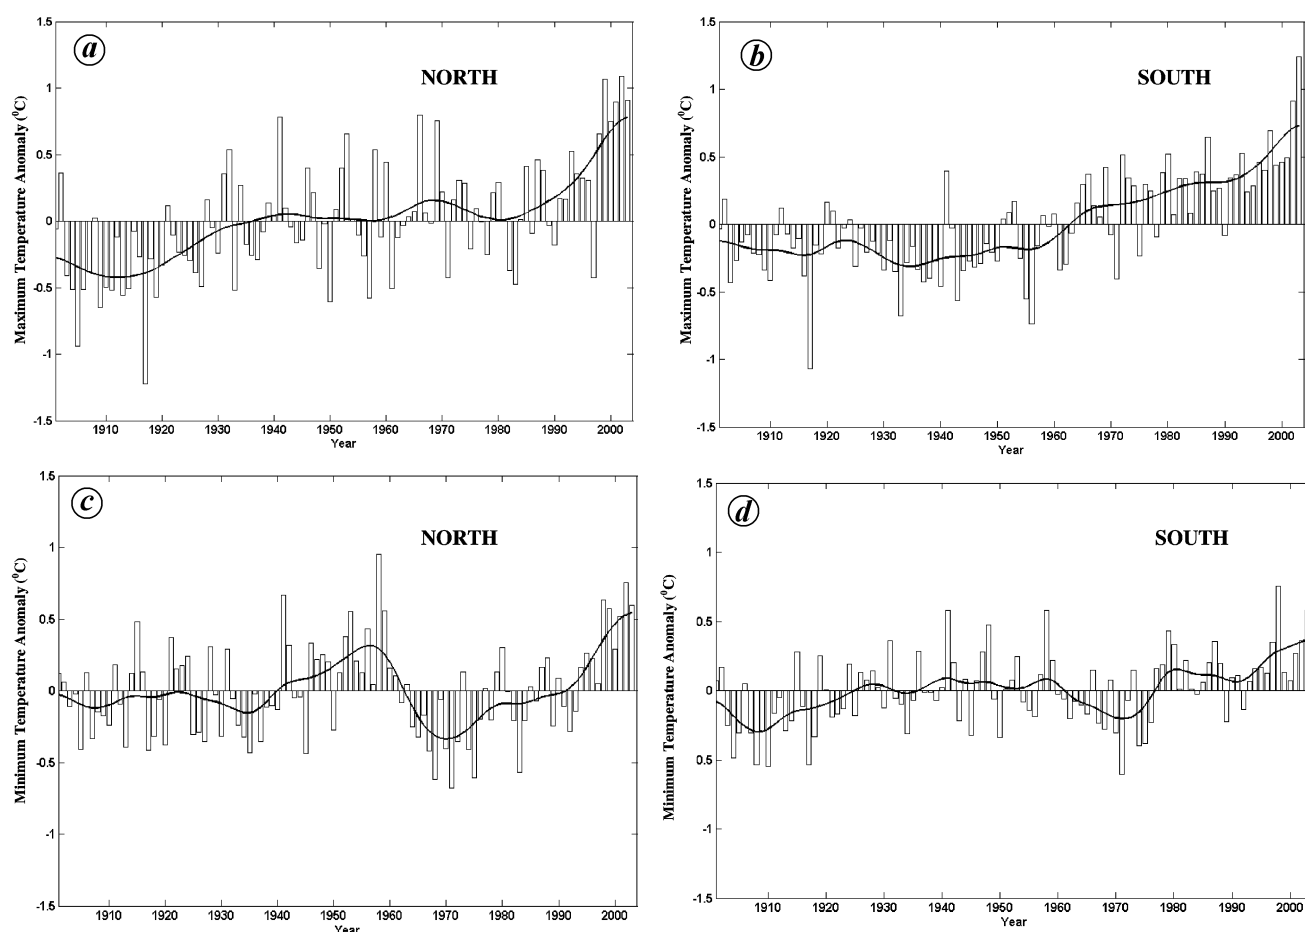 a
NORTH
Maximum Temperature Anomaly (⁰C)
1.5
1
0.5
0
-0.5
-1
-1.5
1910 1920 1930 1940 1950 1960 1970 1980 1990 2000
Year
b
SOUTH
Maximum Temperature Anomaly (⁰C)
1.5
1
0.5
0
-0.5
-1
-1.5
1910 1920 1930 1940 1950 1960 1970 1980 1990 2000
Year
c
NORTH
Minimum Temperature Anomaly (⁰C)
1.5
1
0.5
0
-0.5
-1
-1.5
1910 1920 1930 1940 1950 1960 1970 1980 1990 2000
Year
d
SOUTH
Minimum Temperature Anomaly (⁰C)
1.5
1
0.5
0
-0.5
-1
-1.5
1910 1920 1930 1940 1950 1960 1970 1980 1990 2000
Year